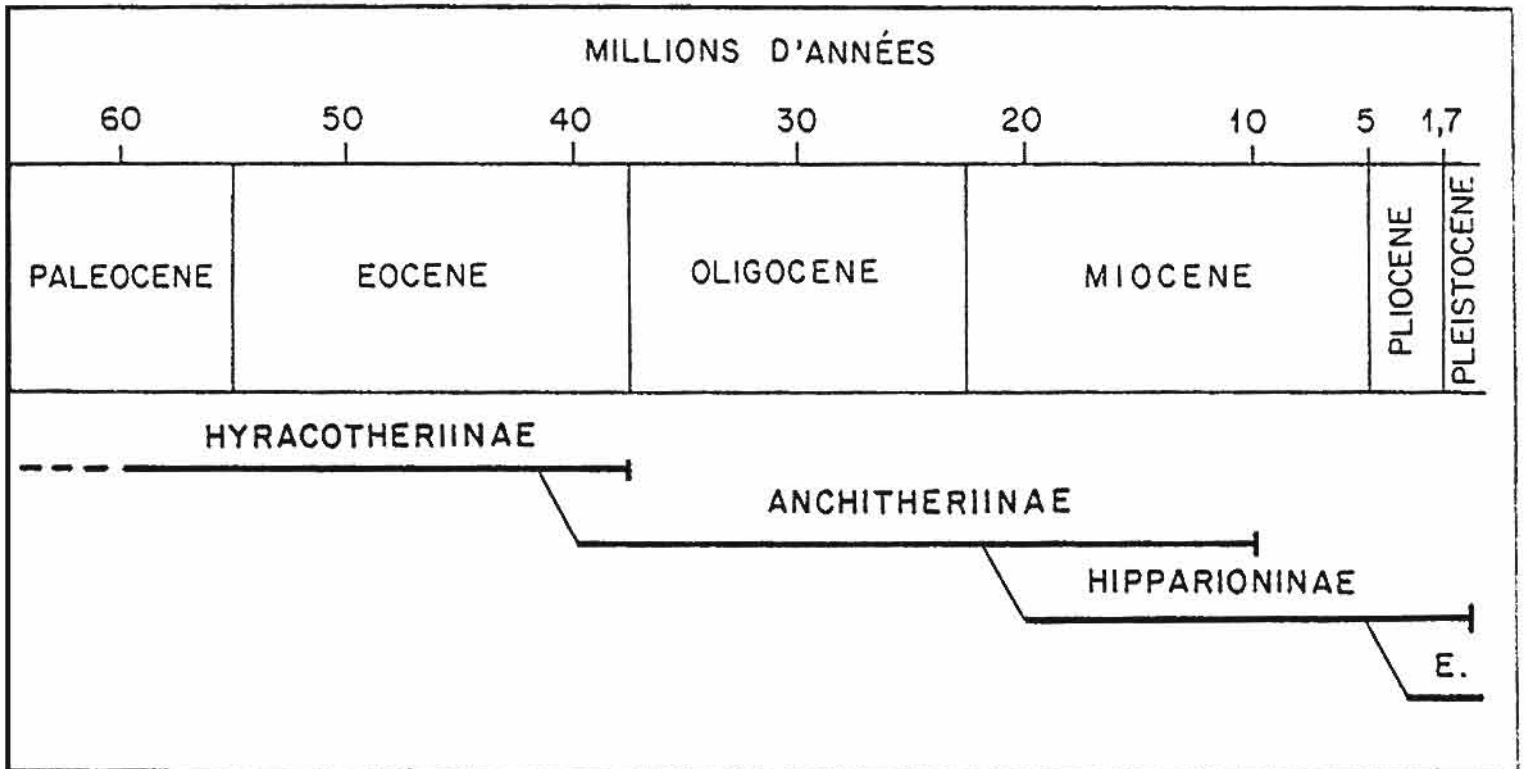 MILLIONS D'ANNÉES
60 50 40 30 20 10 5 1,7
PALEOCENE EOCENE OLIGOCENE MIOCENE PLIOCENE PLEISTOCENE
HYRACOTHERIINAE
ANCHITHERIINAE
HIPPARIONINAE
E.